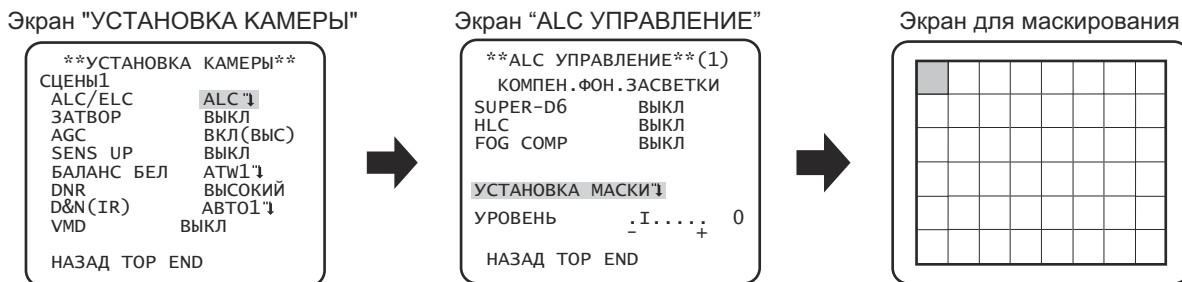 Экран "УСТАНОВКА КАМЕРЫ"
**УСТАНОВКА КАМЕРЫ**
СЦЕНЫ1
ALC/ELC ALC
ЗАТВОР ВЫКЛ
AGC ВКЛ(ВЫС)
SENS UP ВЫКЛ
БАЛАНС БЕЛ ATW1
DNR ВЫСОКИЙ
D&N(IR) АВТО1
VMD ВЫКЛ
НАЗАД TOP END
Экран “ALC УПРАВЛЕНИЕ”
**ALC УПРАВЛЕНИЕ**(1)
КОМПЕН.ФОН.ЗАСВЕТКИ
SUPER-D6 ВЫКЛ
HLC ВЫКЛ
FOG COMP ВЫКЛ
УСТАНОВКА МАСКИ
УРОВЕНЬ .I..... 0
- +
НАЗАД TOP END
Экран для маскирования